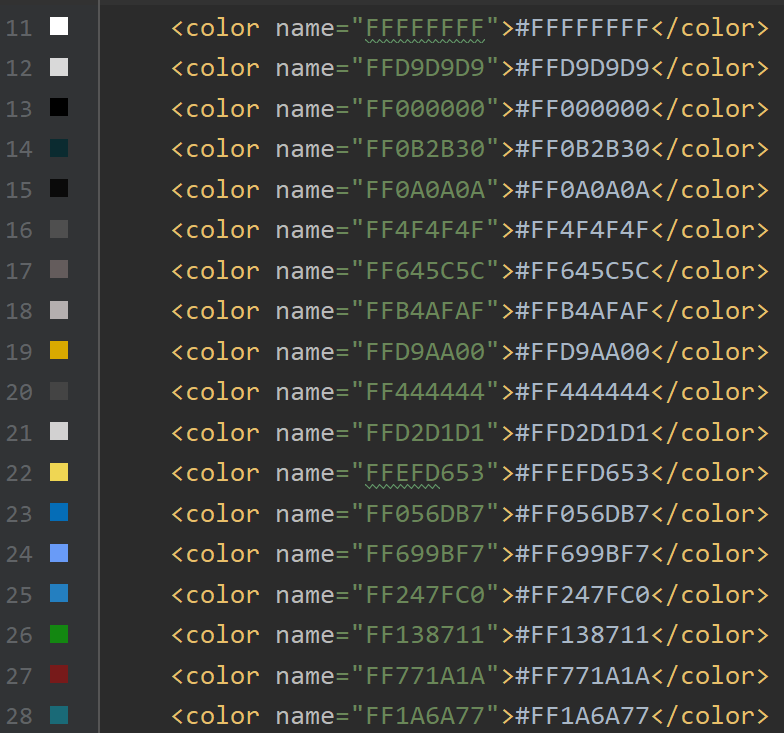 11 <color name="FFFFFFFF">#FFFFFFFF</color>
12 <color name="FFD9D9D9">#FFD9D9D9</color>
13 <color name="FF000000">#FF000000</color>
14 <color name="FF0B2B30">#FF0B2B30</color>
15 <color name="FF0A0A0A">#FF0A0A0A</color>
16 <color name="FF4F4F4F">#FF4F4F4F</color>
17 <color name="FF645C5C">#FF645C5C</color>
18 <color name="FFB4AFAF">#FFB4AFAF</color>
19 <color name="FFD9AA00">#FFD9AA00</color>
20 <color name="FF444444">#FF444444</color>
21 <color name="FFD2D1D1">#FFD2D1D1</color>
22 <color name="FFEFD653">#FFEFD653</color>
23 <color name="FF056DB7">#FF056DB7</color>
24 <color name="FF699BF7">#FF699BF7</color>
25 <color name="FF247FC0">#FF247FC0</color>
26 <color name="FF138711">#FF138711</color>
27 <color name="FF771A1A">#FF771A1A</color>
28 <color name="FF1A6A77">#FF1A6A77</color>